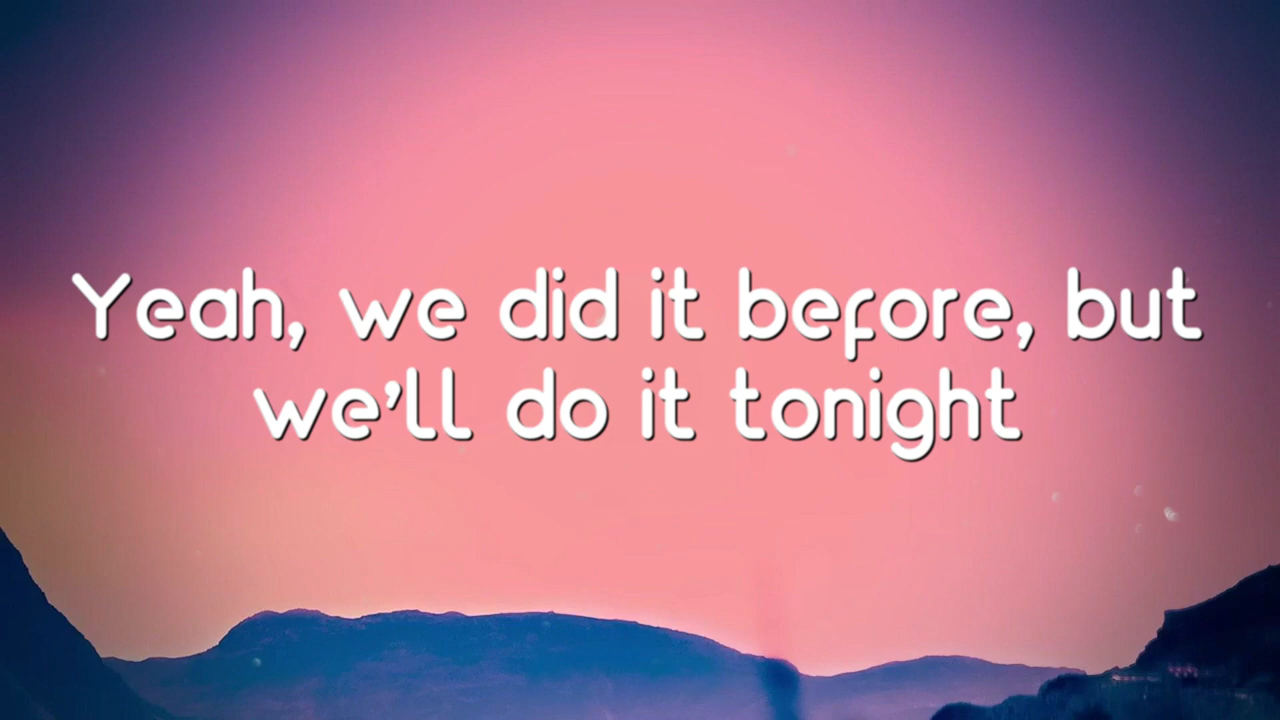 Yeah, we did it before, but
we'll do it tonight